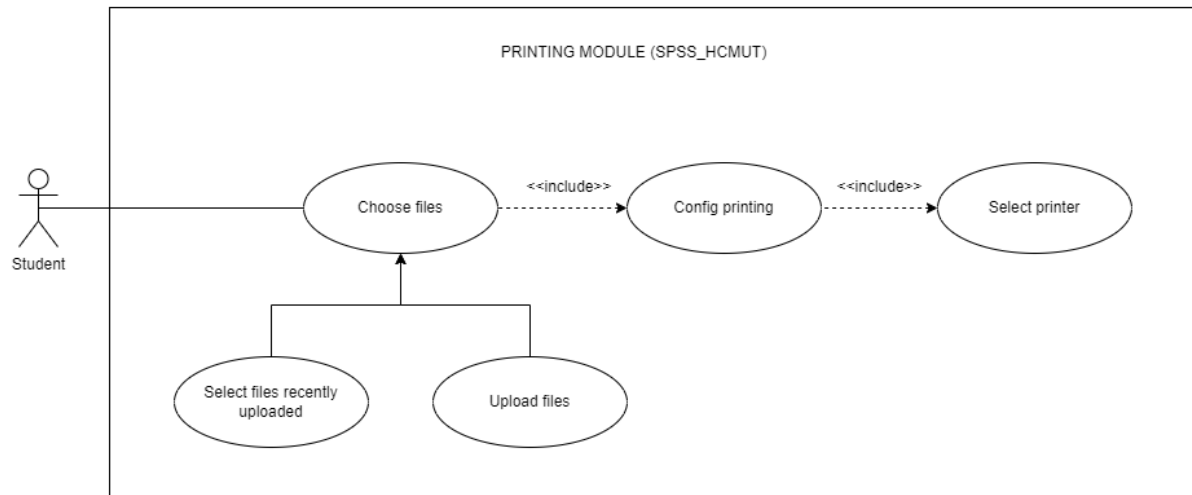 PRINTING MODULE (SPSS_HCMUT)
<<include>>
<<include>>
Choose files
Config printing
Select printer
Student
Select files recently
uploaded
Upload files